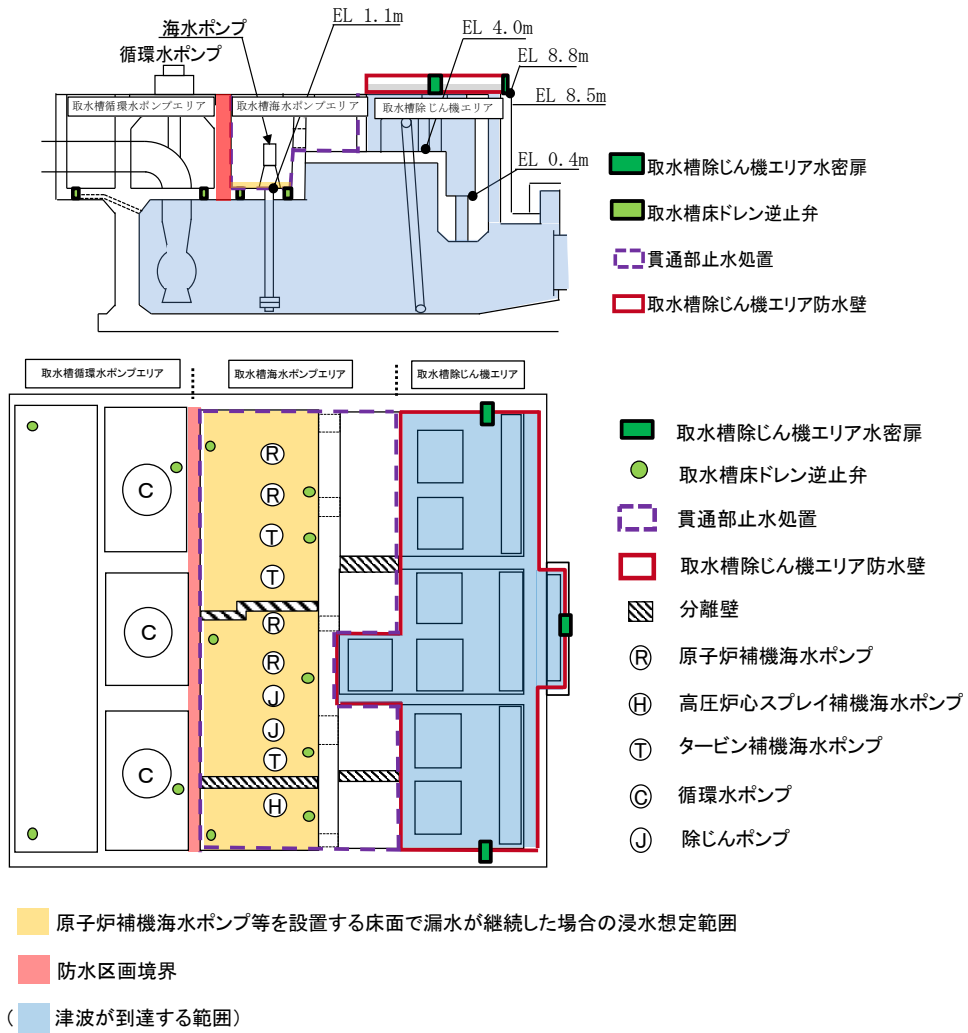 海水ポンプ
循環水ポンプ
EL 1.1m
EL 4.0m
EL 8.8m
EL 8.5m
取水槽循環水ポンプエリア
取水槽海水ポンプエリア
取水槽除じん機エリア
EL 0.4m
取水槽除じん機エリア水密扉
取水槽床ドレン逆止弁
貫通部止水処置
取水槽除じん機エリア防水壁
取水槽循環水ポンプエリア
取水槽海水ポンプエリア
取水槽除じん機エリア
C
C
C
R
R
T
T
R
R
J
J
T
H
取水槽除じん機エリア水密扉
取水槽床ドレン逆止弁
貫通部止水処置
取水槽除じん機エリア防水壁
分離壁
R 原子炉補機海水ポンプ
H 高圧炉心スプレイ補機海水ポンプ
T タービン補機海水ポンプ
C 循環水ポンプ
J 除じんポンプ
原子炉補機海水ポンプ等を設置する床面で漏水が継続した場合の浸水想定範囲
防水区画境界
( 津波が到達する範囲)